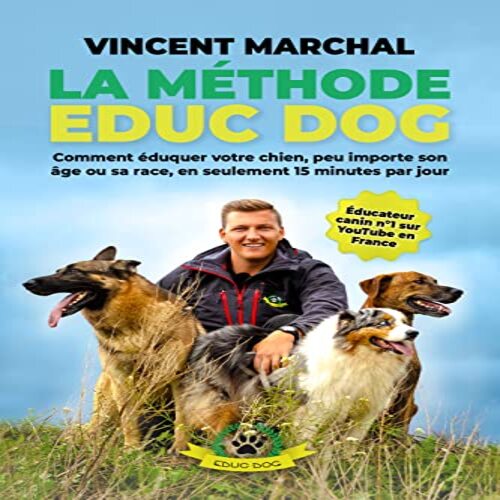 VINCENT MARCHAL
LA MÉTHODE
EDUC DOG
Comment éduquer votre chien, peu importe son
âge ou sa race, en seulement 15 minutes par jour
Éducateur
canin n°1 sur
YouTube en
France
EDUC DOG